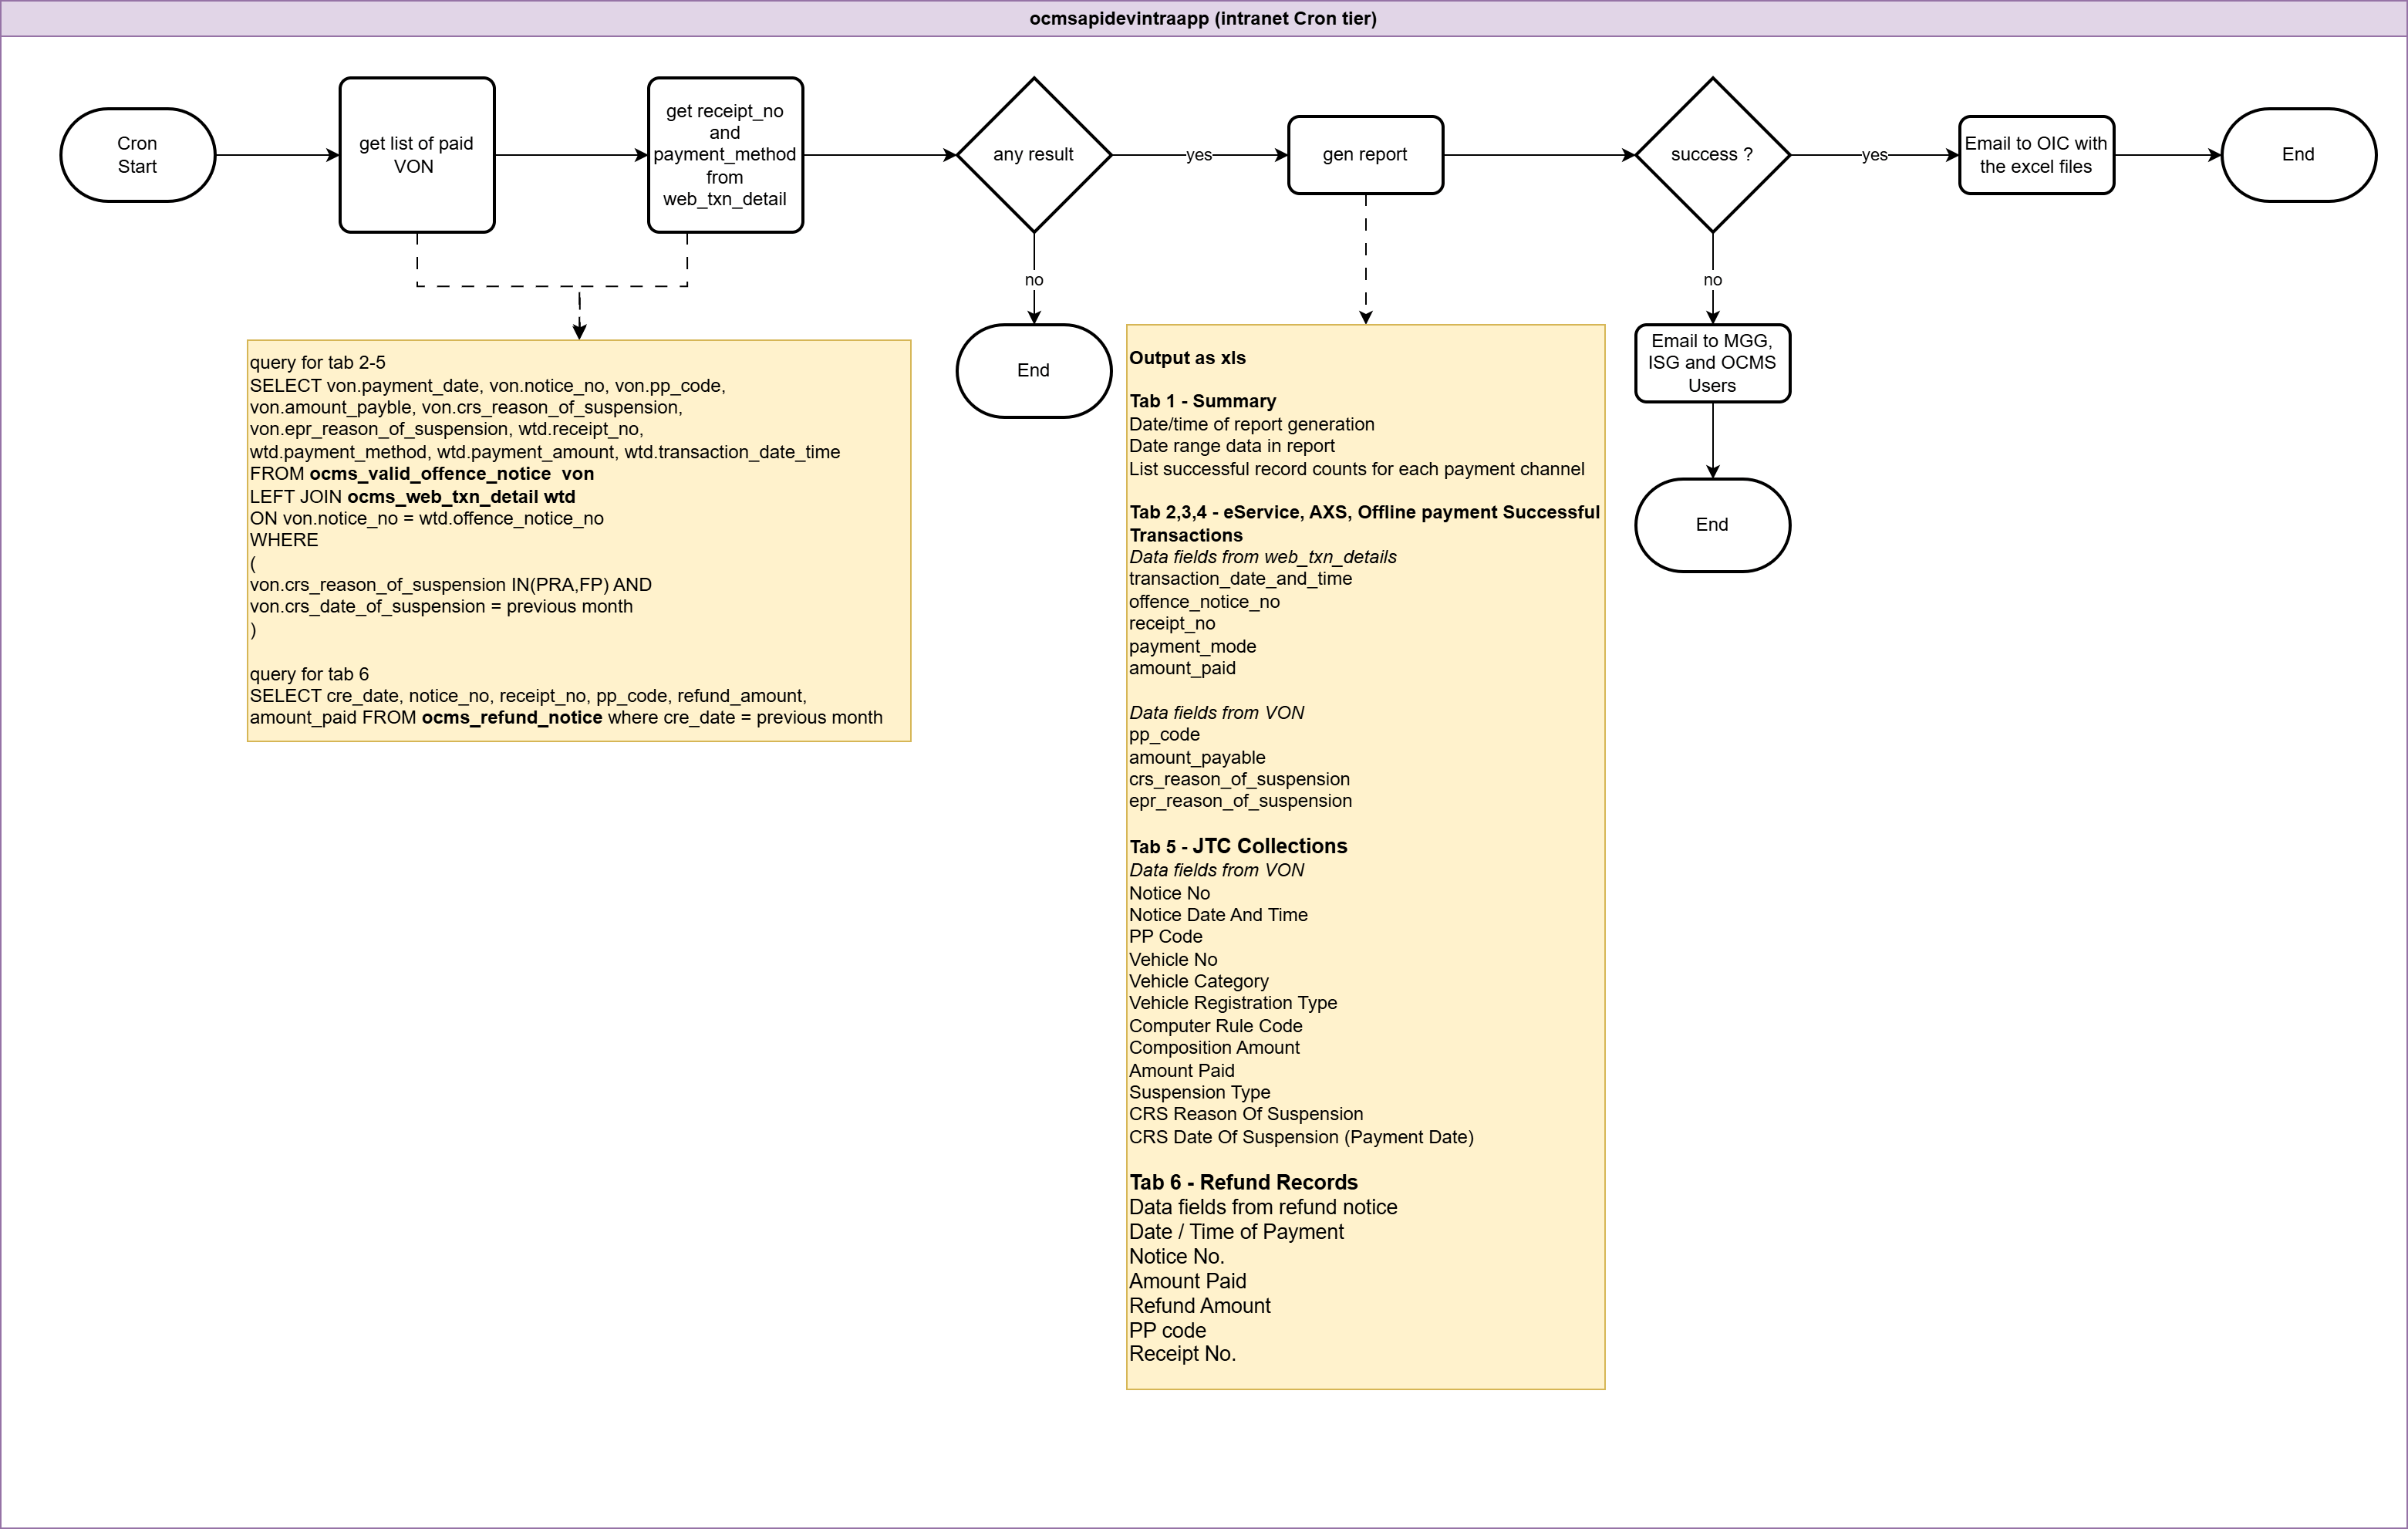 ocmsapidevintraapp (intranet Cron tier)
Cron
Start
get list of paid
VON
get receipt_no
and
payment_method
from
web_txn_detail
any result
yes
gen report
success ?
yes
Email to OIC with
the excel files
End
no
no
End
Email to MGG,
ISG and OCMS
Users
End
query for tab 2-5
SELECT von.payment_date, von.notice_no, von.pp_code,
von.amount_payble, von.crs_reason_of_suspension,
von.epr_reason_of_suspension, wtd.receipt_no,
wtd.payment_method, wtd.payment_amount, wtd.transaction_date_time
FROM ocms_valid_offence_notice  von
LEFT JOIN ocms_web_txn_detail wtd
ON von.notice_no = wtd.offence_notice_no
WHERE
(
von.crs_reason_of_suspension IN(PRA,FP) AND
von.crs_date_of_suspension = previous month
)
query for tab 6
SELECT cre_date, notice_no, receipt_no, pp_code, refund_amount,
amount_paid FROM ocms_refund_notice where cre_date = previous month
Output as xls
Tab 1 - Summary
Date/time of report generation
Date range data in report
List successful record counts for each payment channel
Tab 2,3,4 - eService, AXS, Offline payment Successful
Transactions
Data fields from web_txn_details
transaction_date_and_time
offence_notice_no
receipt_no
payment_mode
amount_paid
Data fields from VON
pp_code
amount_payable
crs_reason_of_suspension
epr_reason_of_suspension
Tab 5 - JTC Collections
Data fields from VON
Notice No
Notice Date And Time
PP Code
Vehicle No
Vehicle Category
Vehicle Registration Type
Computer Rule Code
Composition Amount
Amount Paid
Suspension Type
CRS Reason Of Suspension
CRS Date Of Suspension (Payment Date)
Tab 6 - Refund Records
Data fields from refund notice
Date / Time of Payment
Notice No.
Amount Paid
Refund Amount
PP code
Receipt No.